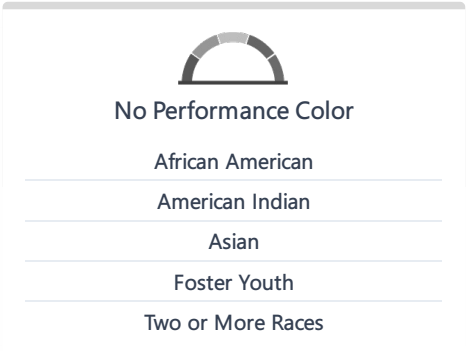 No Performance Color
African American
American Indian
Asian
Foster Youth
Two or More Races